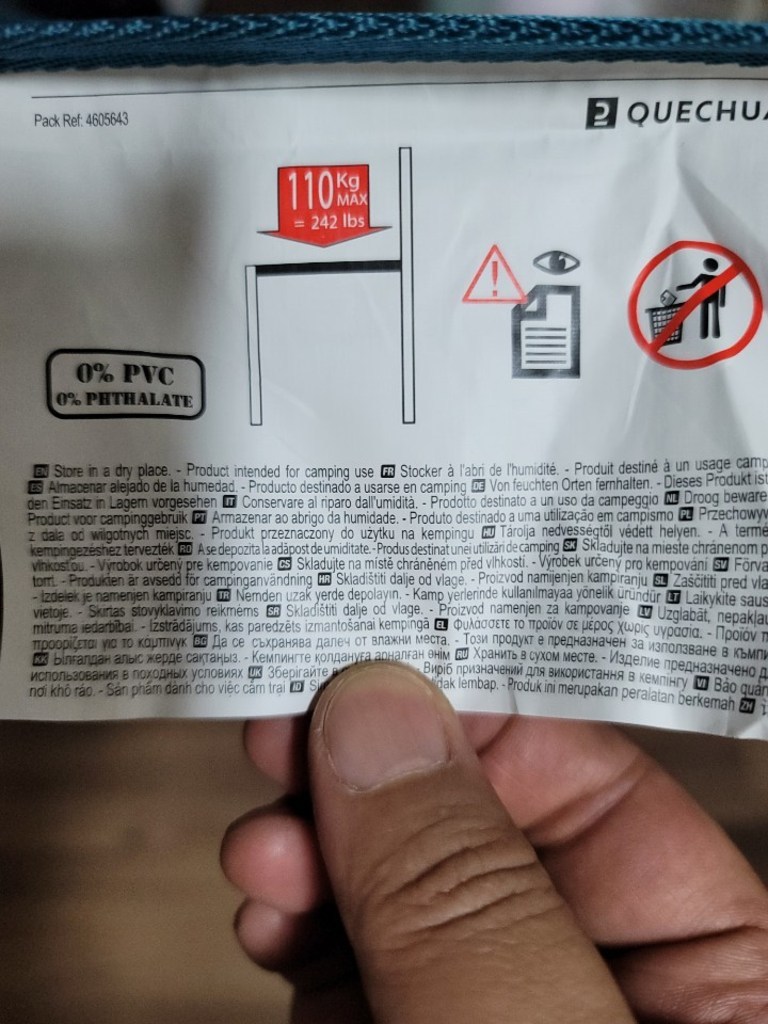 Pack Ref: 4605643
QUECHUA
110 Kg MAX
= 242 lbs
0% PVC
0% PHTHALATE
EN Store in a dry place. - Product intended for camping use FR Stocker à l'abri de l'humidité. - Produit destiné à un usage camp
ES Almacenar alejado de la humedad. - Producto destinado a usarse en camping DE Von feuchten Orten fernhalten. - Dieses Produkt ist
den Einsatz in Lagern vorgesehen IT Conservare al riparo dall'umidità. - Prodotto destinato a un uso da campeggio NL Droog beware
Product voor campinggebruik PT Armazenar ao abrigo da humidade. - Produto destinado a uma utilização em campismo PL Przechowyw
z dala od wilgotnych miejsc. - Produkt przeznaczony do użytku na kempingu HU Tárolja nedvességtől védett helyen. - A termé
kempingezéshez tervezték RO A se depozita la adăpost de umiditate. - Produs destinat unei utilizări de camping SK Skladujte na mieste chránenom p
vlhkosťou. - Výrobok určený pre kempovanie CS Skladujte na místě chráněném před vlhkostí. - Výrobek určený pro kempování SV Förva
torrt. - Produkten är avsedd för campinganvändning HR Skladištiti dalje od vlage. - Proizvod namijenjen kampiranju SL Zaščititi pred vla
- Izdelek je namenjen kampiranju TR Nemden uzak yerde depolayın. - Kamp yerlerinde kullanılmaya yönelik üründür LT Laikykite saus
vietoje. - Skirtas stovyklavimo reikmėms SR Skladištiti dalje od vlage. - Proizvod namenjen za kampovanje LV Uzglabāt, nepakļau
mitruma iedarbībai. - Izstrādājums, kas paredzēts izmantošanai kempingā EL Φυλάσσετε το προϊόν σε μέρος χωρίς υγρασία. - Προϊόν π
προορίζεται για το κάμπινγκ BG Да се съхранява далеч от влажни места. - Този продукт е предназначен за използване в къмпи
KK Ылғалдан алыс жерде сақтаңыз. - Кемпингте қолдануға арналған өнім RU Хранить в сухом месте. - Изделие предназначено д
использования в походных условиях UK Зберігайте в Виріб призначений для використання в кемпінгу VI Bảo quản
nơi khô ráo. - Sản phẩm dành cho việc cắm trại ID Si dak lembap. - Produk ini merupakan peralatan berkemah ZH